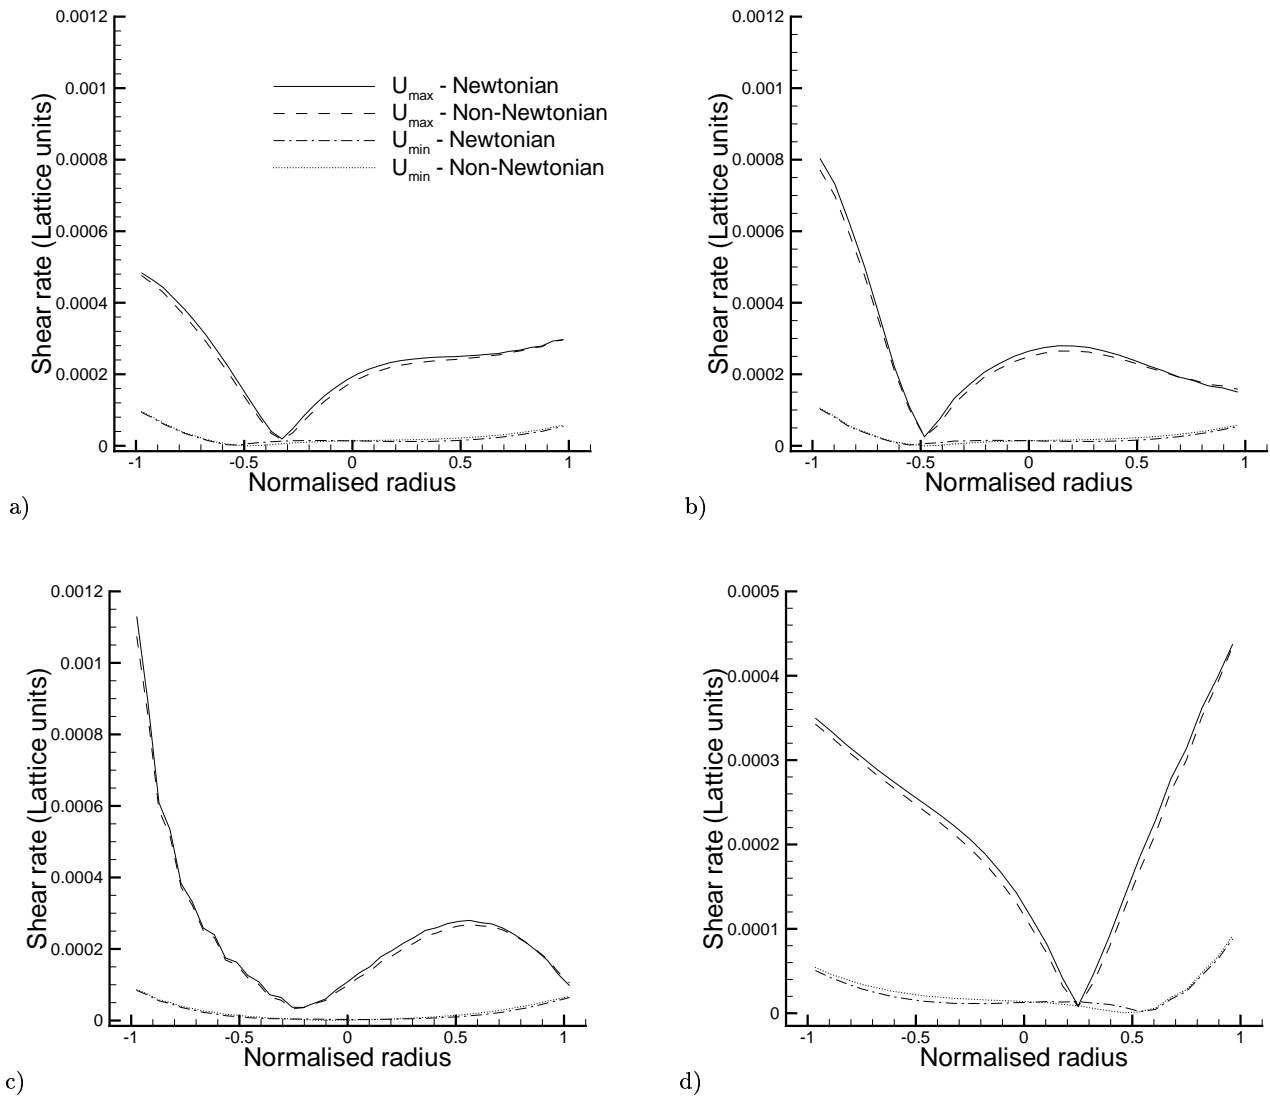 0.0012
0.001
0.0008
0.0006
0.0004
0.0002
0
-1
-0.5
0
0.5
1
Shear rate (Lattice units)
Normalised radius
Umax - Newtonian
Umax - Non-Newtonian
Umin - Newtonian
Umin - Non-Newtonian
a)
0.0012
0.001
0.0008
0.0006
0.0004
0.0002
0
-1
-0.5
0
0.5
1
Shear rate (Lattice units)
Normalised radius
b)
0.0012
0.001
0.0008
0.0006
0.0004
0.0002
0
-1
-0.5
0
0.5
1
Shear rate (Lattice units)
Normalised radius
c)
0.0005
0.0004
0.0003
0.0002
0.0001
0
-1
-0.5
0
0.5
1
Shear rate (Lattice units)
Normalised radius
d)